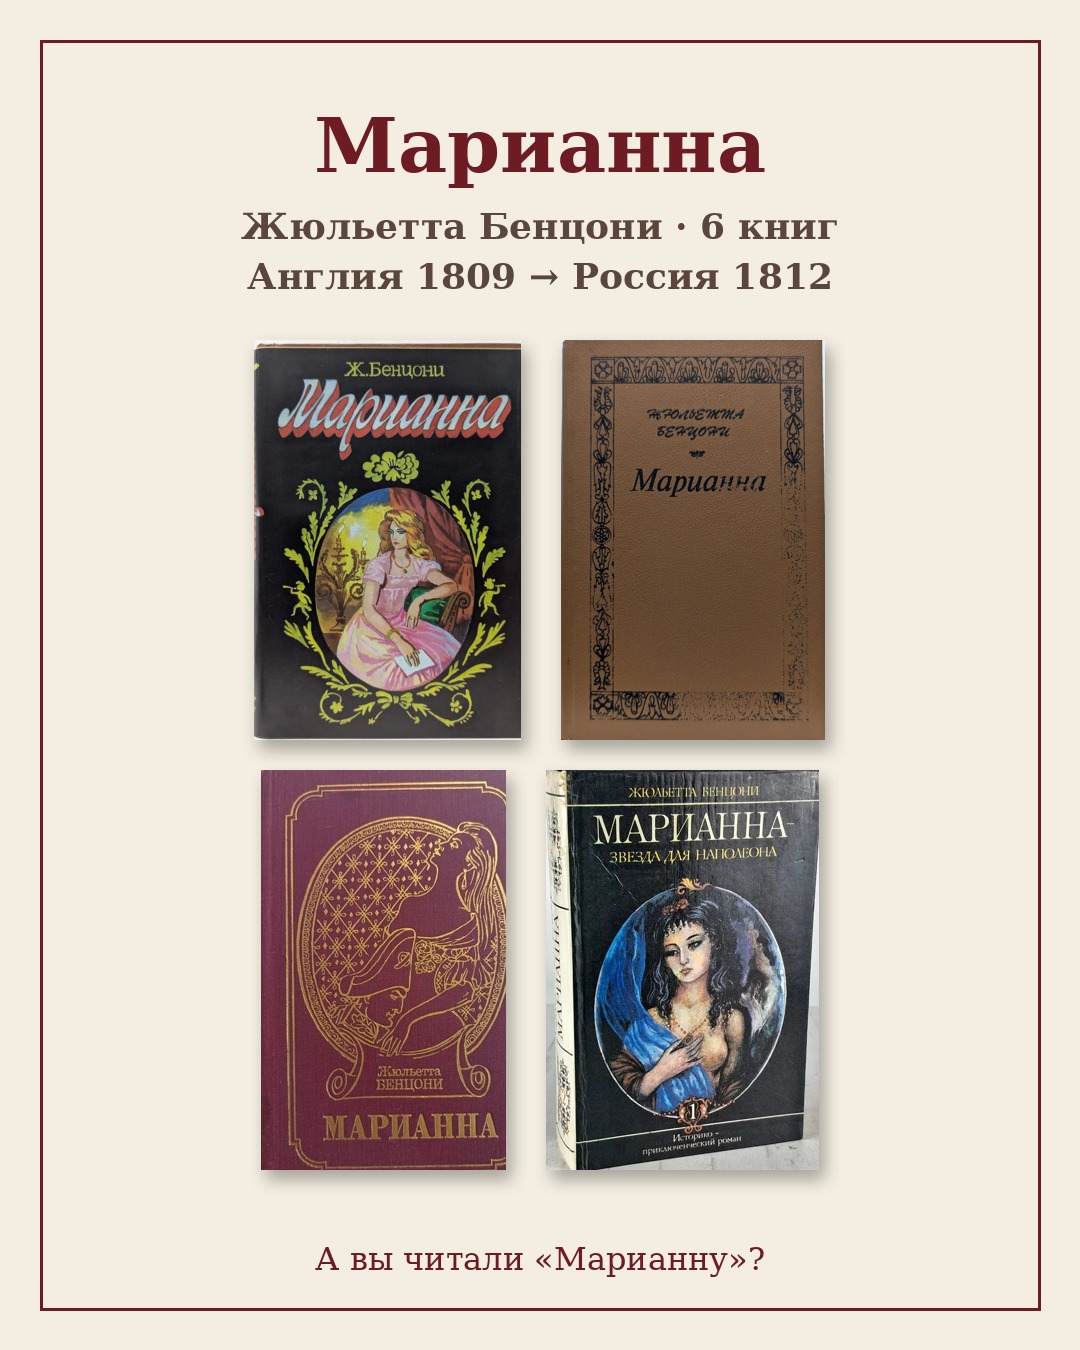 Марианна
Жюльетта Бенцони · 6 книг
Англия 1809 → Россия 1812
Ж.Бенцони
Марианна
ЖЮЛЬЕТТА
БЕНЦОНИ
Марианна
Жюльетта
БЕНЦОНИ
МАРИАННА
ЖЮЛЬЕТТА БЕНЦОНИ
МАРИАННА-
ЗВЕЗДА ДЛЯ НАПОЛЕОНА
МАРИАННА
1
Историко-
приключенческий роман
А вы читали «Марианну»?